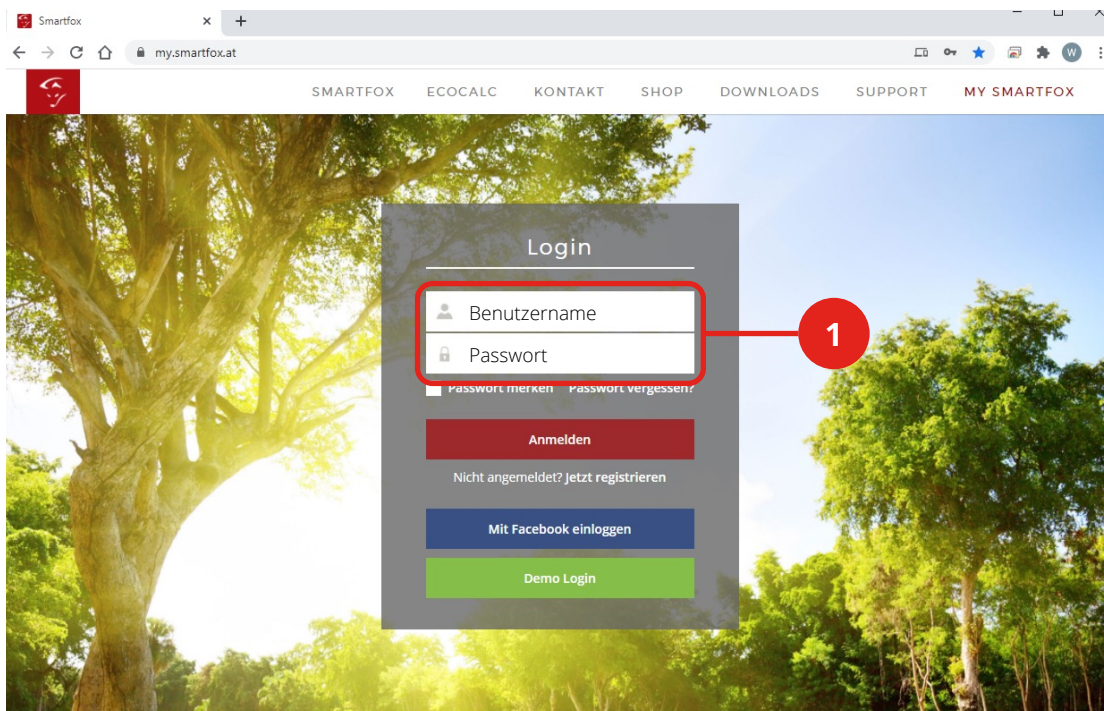 Smartfox
my.smartfox.at
W
SMARTFOX ECOCALC KONTAKT SHOP DOWNLOADS SUPPORT MY SMARTFOX
Login
Benutzername
1
Passwort
Passwort merken Passwort vergessen?
Anmelden
Nicht angemeldet? Jetzt registrieren
Mit Facebook einloggen
Demo Login